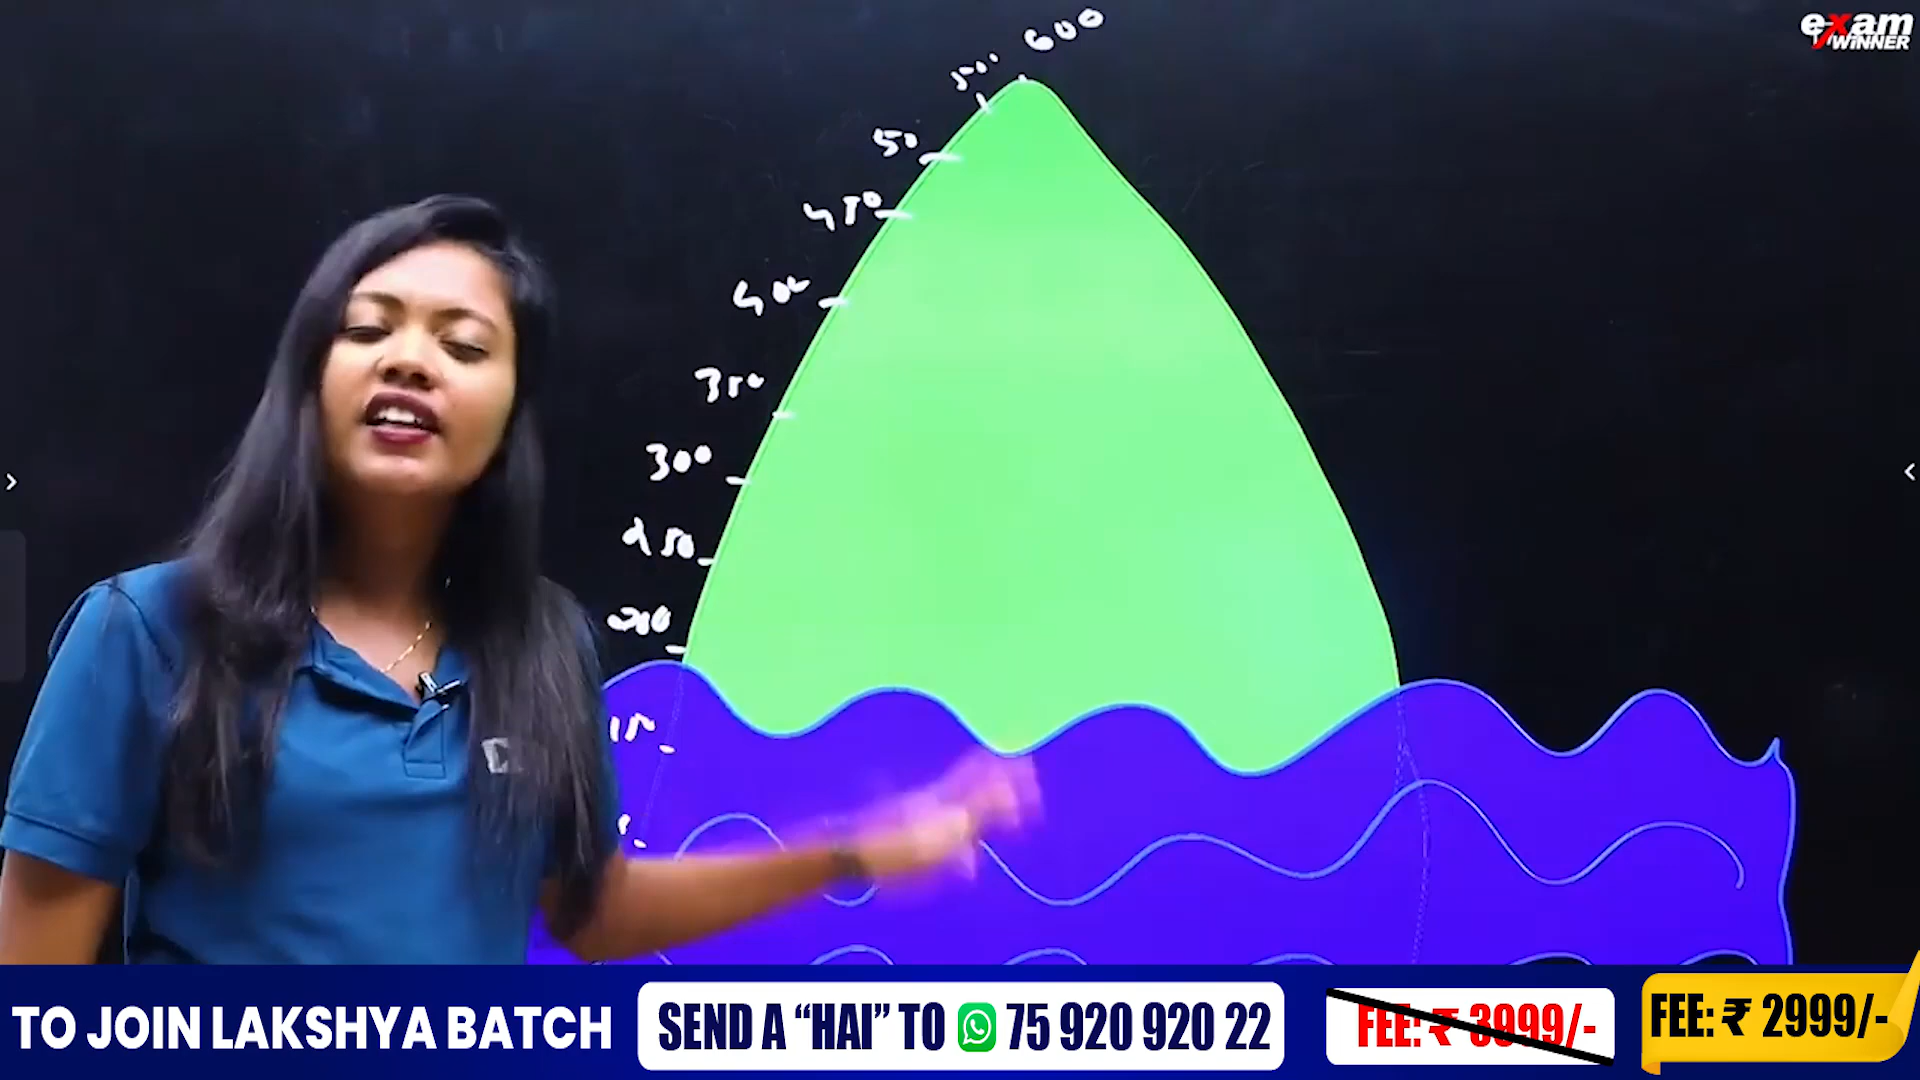 exam
WINNER
600
450
400
350
300
250
200
TO JOIN LAKSHYA BATCH
SEND A “HAI” TO 75 920 920 22
FEE: ₹ 3999/-
FEE: ₹ 2999/-